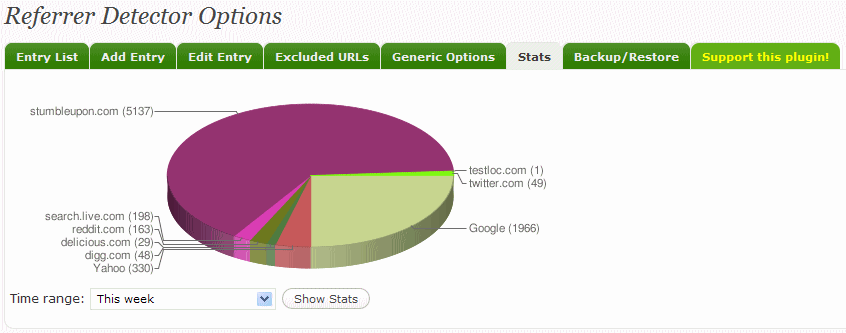 Referrer Detector Options
Entry List Add Entry Edit Entry Excluded URLs Generic Options Stats Backup/Restore Support this plugin!
stumbleupon.com (5137)
testloc.com (1)
twitter.com (49)
search.live.com (198)
reddit.com (163)
delicious.com (29)
digg.com (48)
Yahoo (330)
Google (1966)
Time range: This week Show Stats